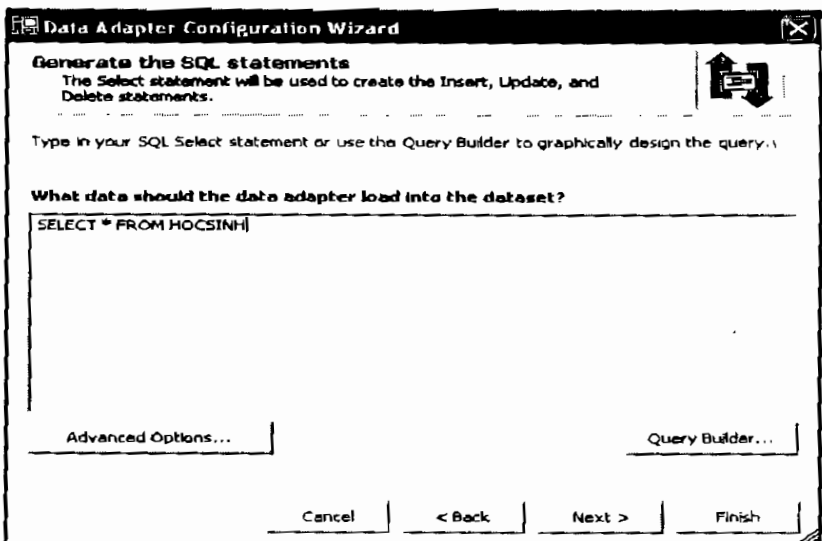 Data Adapter Configuration Wizard
Generate the SQL statements
The Select statement will be used to create the Insert, Update, and
Delete statements.
Type in your SQL Select statement or use the Query Builder to graphically design the query.
What data should the data adapter load into the dataset?
SELECT * FROM HOCSINH
Advanced Options...
Query Builder...
Cancel
< Back
Next >
Finish